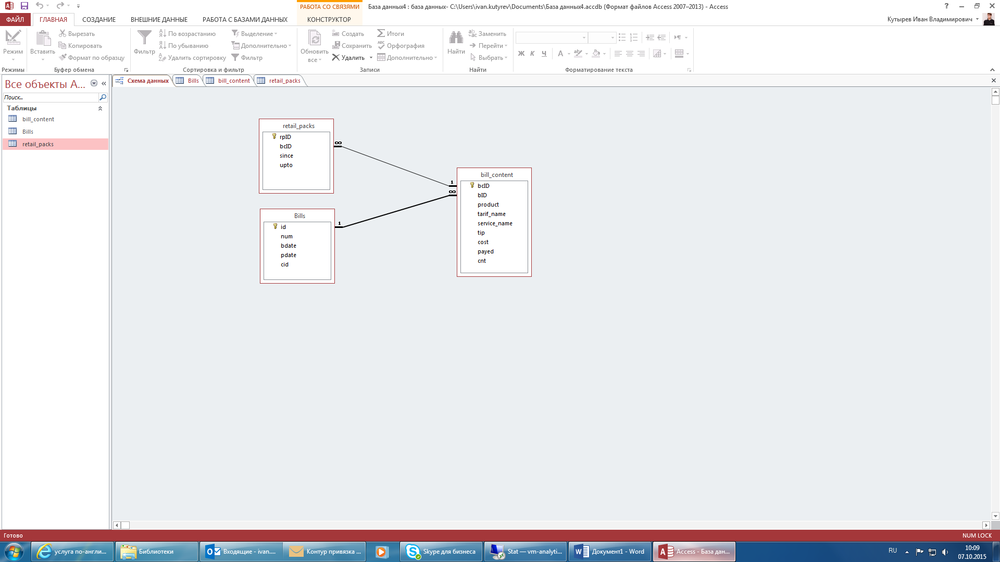 РАБОТА СО СВЯЗЯМИ
База данных4 : база данных- C:\Users\ivan.kutyrev\Documents\База данных4.accdb (Формат файлов Access 2007–2013) - Access
ФАЙЛ ГЛАВНАЯ СОЗДАНИЕ ВНЕШНИЕ ДАННЫЕ РАБОТА С БАЗАМИ ДАННЫХ КОНСТРУКТОР
Кутырев Иван Владимирович
Режим
Режимы
Вставить
Вырезать
Копировать
Формат по образцу
Буфер обмена
Фильтр
По возрастанию
По убыванию
Удалить сортировку
Выделение
Дополнительно
Фильтр
Сортировка и фильтр
Обновить
все
Создать
Сохранить
Удалить
Итоги
Орфография
Дополнительно
Записи
Найти
Заменить
Перейти
Выбрать
Найти
Ж К Ч А
Форматирование текста
Все объекты A...
Поиск...
Таблицы
bill_content
Bills
retail_packs
Схема данных
Bills
bill_content
retail_packs
retail_packs
rpID
bcID
since
upto
∞
1
∞
1
Bills
id
num
bdate
pdate
cid
bill_content
bcID
bID
product
tarif_name
service_name
tip
cost
payed
cnt
Готово
NUM LOCK
услуга по-англи...
Библиотеки
Входящие - ivan....
Контур привязка ...
Skype для бизнеса
Stat — vm-analyti...
Документ1 - Word
Access - База дан...
RU
10:09
07.10.2015